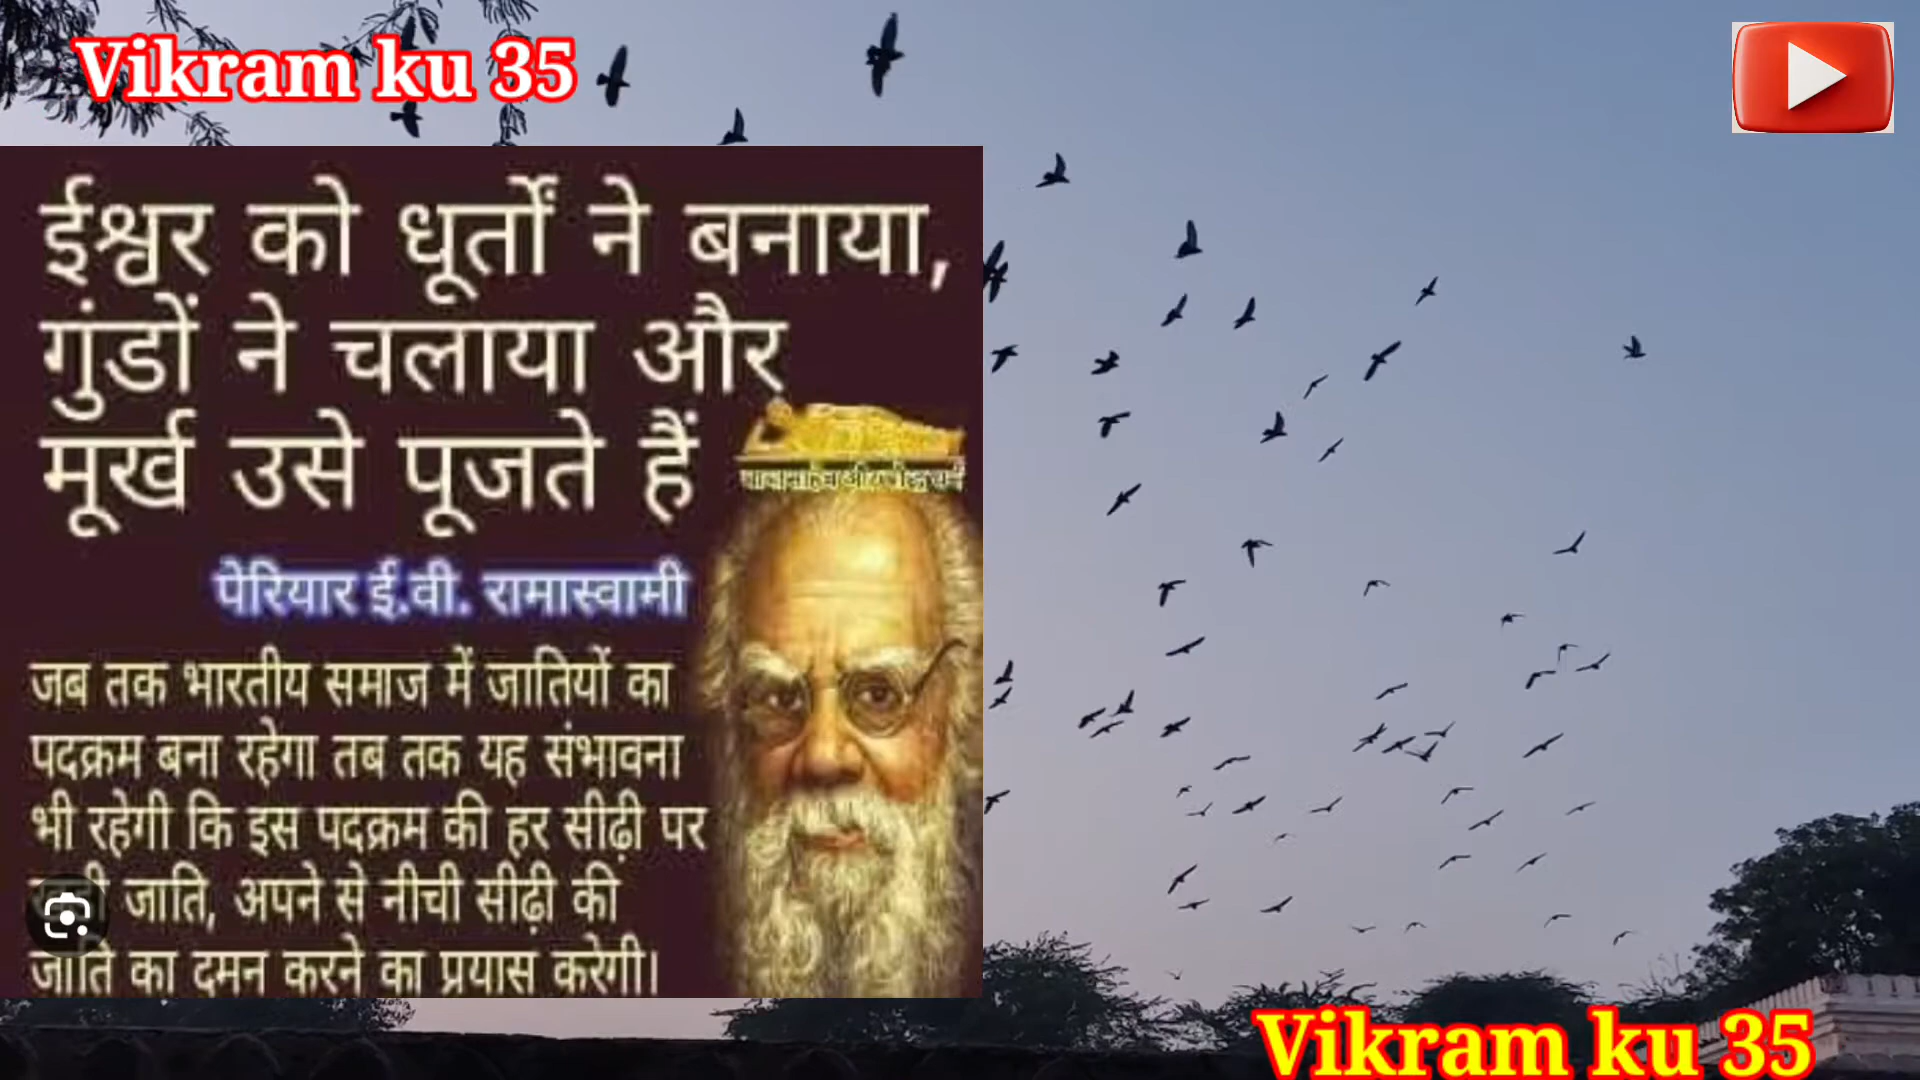 Vikram ku 35
ईश्वर को धूर्तों ने बनाया,
गुंडों ने चलाया और
मूर्ख उसे पूजते हैं
पेरियार ई.वी. रामास्वामी
जब तक भारतीय समाज में जातियों का
पदक्रम बना रहेगा तब तक यह संभावना
भी रहेगी कि इस पदक्रम की हर सीढ़ी पर
जाति, अपने से नीची सीढ़ी की
जाति का दमन करने का प्रयास करेगी।
Vikram ku 35